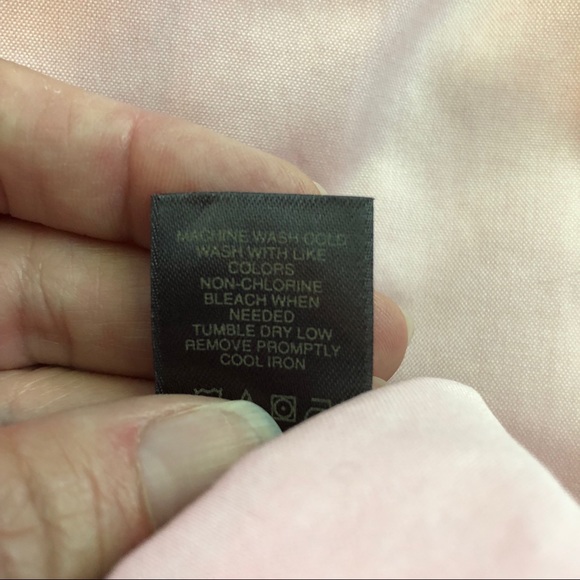 MACHINE WASH COLD
WASH WITH LIKE
COLORS
NON-CHLORINE
BLEACH WHEN
NEEDED
TUMBLE DRY LOW
REMOVE PROMPTLY
COOL IRON